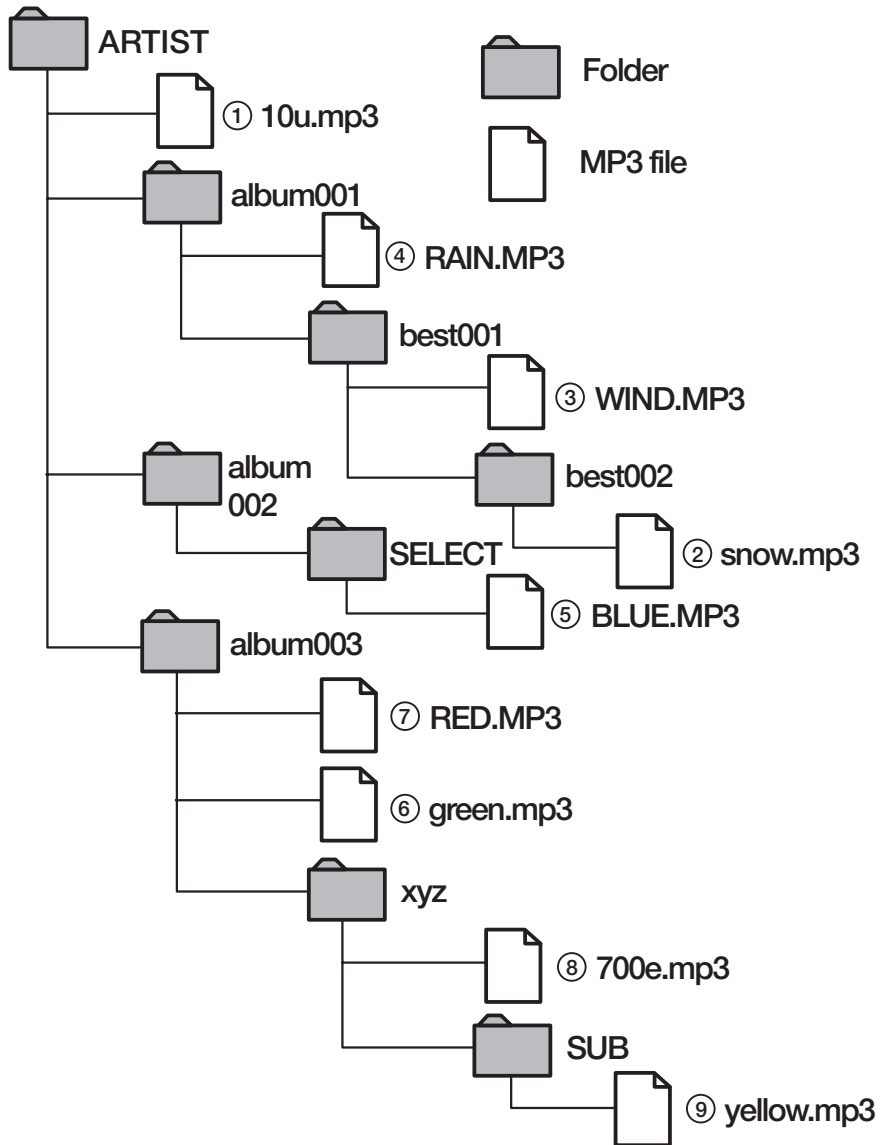 ARTIST
Folder
① 10u.mp3
MP3 file
album001
④ RAIN.MP3
best001
③ WIND.MP3
album
002
best002
SELECT
② snow.mp3
⑤ BLUE.MP3
album003
⑦ RED.MP3
⑥ green.mp3
xyz
⑧ 700e.mp3
SUB
⑨ yellow.mp3